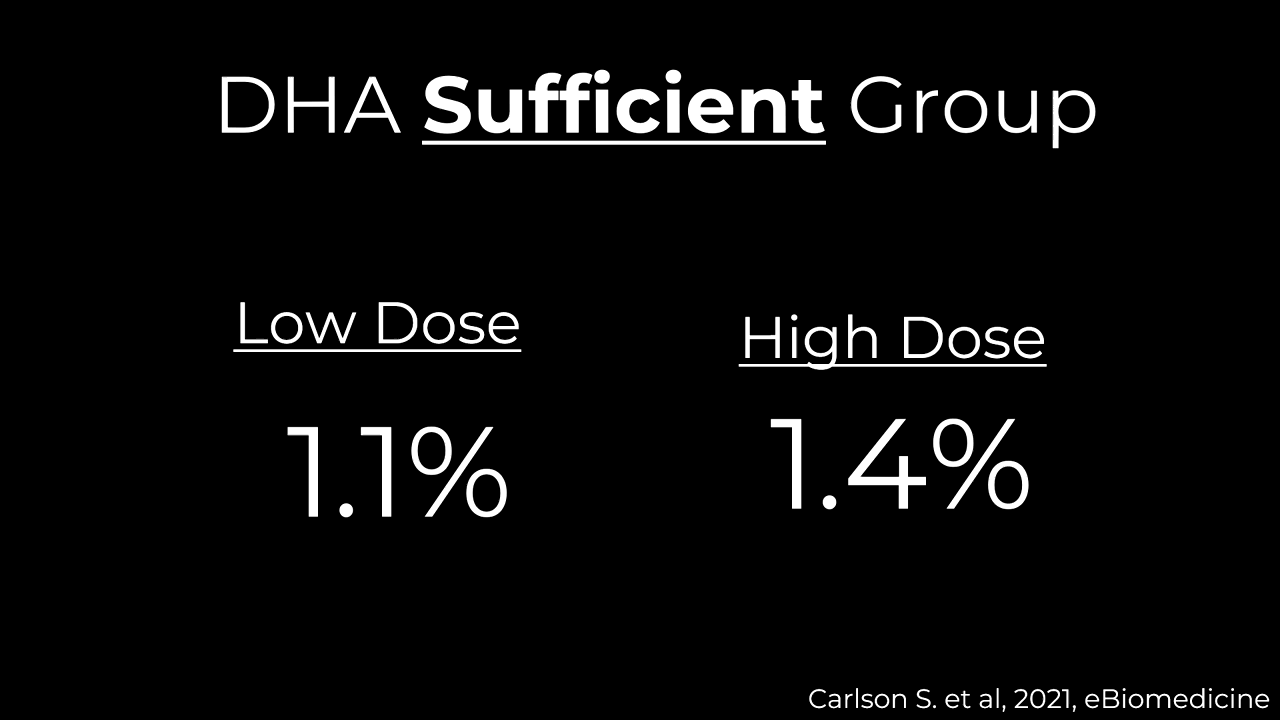 DHA Sufficient Group
Low Dose
High Dose
1.1%
1.4%
Carlson S. et al, 2021, eBiomedicine